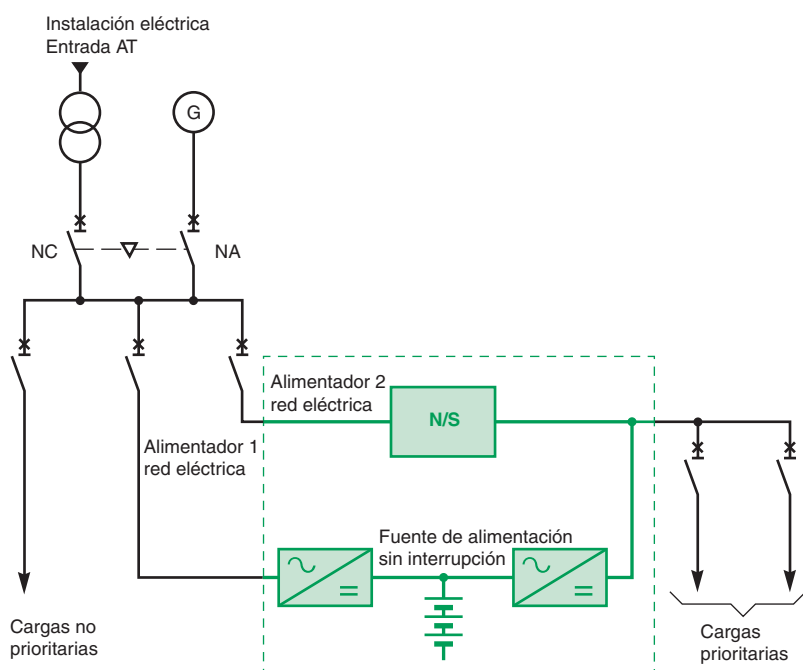 Instalación eléctrica
Entrada AT
G
NC
NA
Alimentador 2
red eléctrica
N/S
Alimentador 1
red eléctrica
Fuente de alimentación
sin interrupción
Cargas no
prioritarias
Cargas
prioritarias